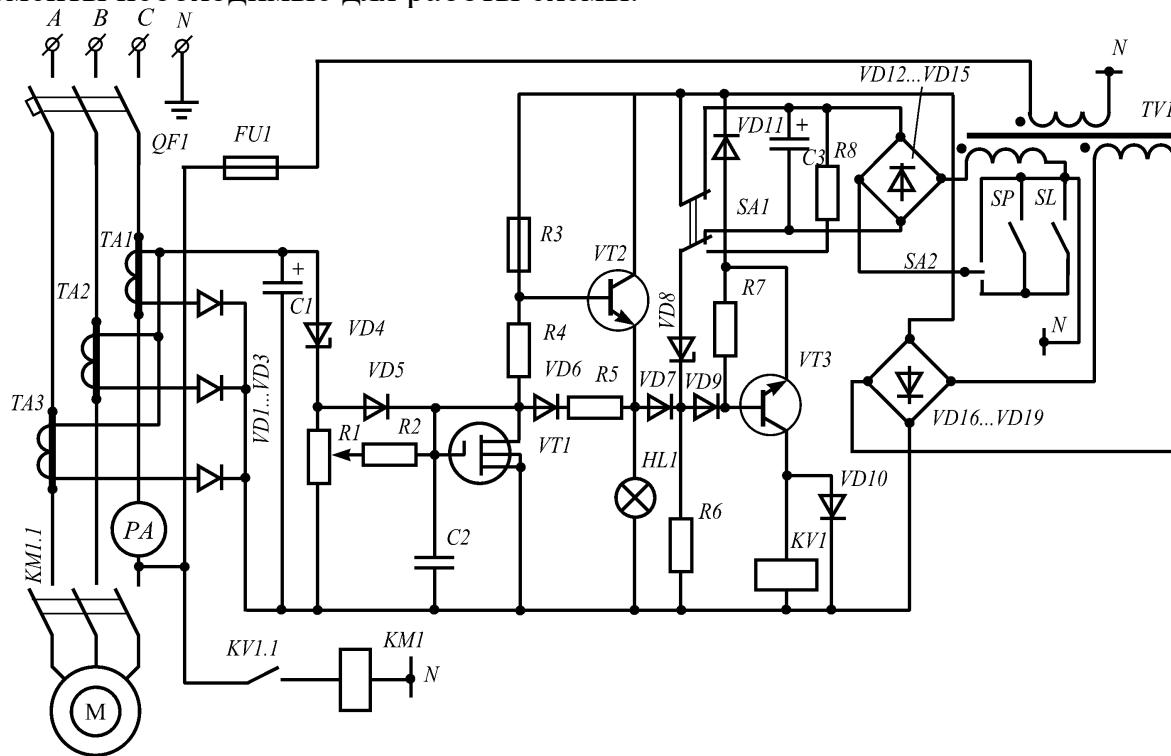 A B C N
N
VD12...VD15
TV1
QF1
FU1
VD11
+
C3
R8
SA1
SP SL
TA1
R3
VT2
SA2
TA2
+
C1
VD8
R7
N
VD4
R4
VT3
TA3
VD1...VD3
VD5
VD6
R5
VD7
VD9
VD16...VD19
R1
R2
VT1
HL1
VD10
PA
C2
R6
KV1
KM1.1
KV1.1
KM1
N
M